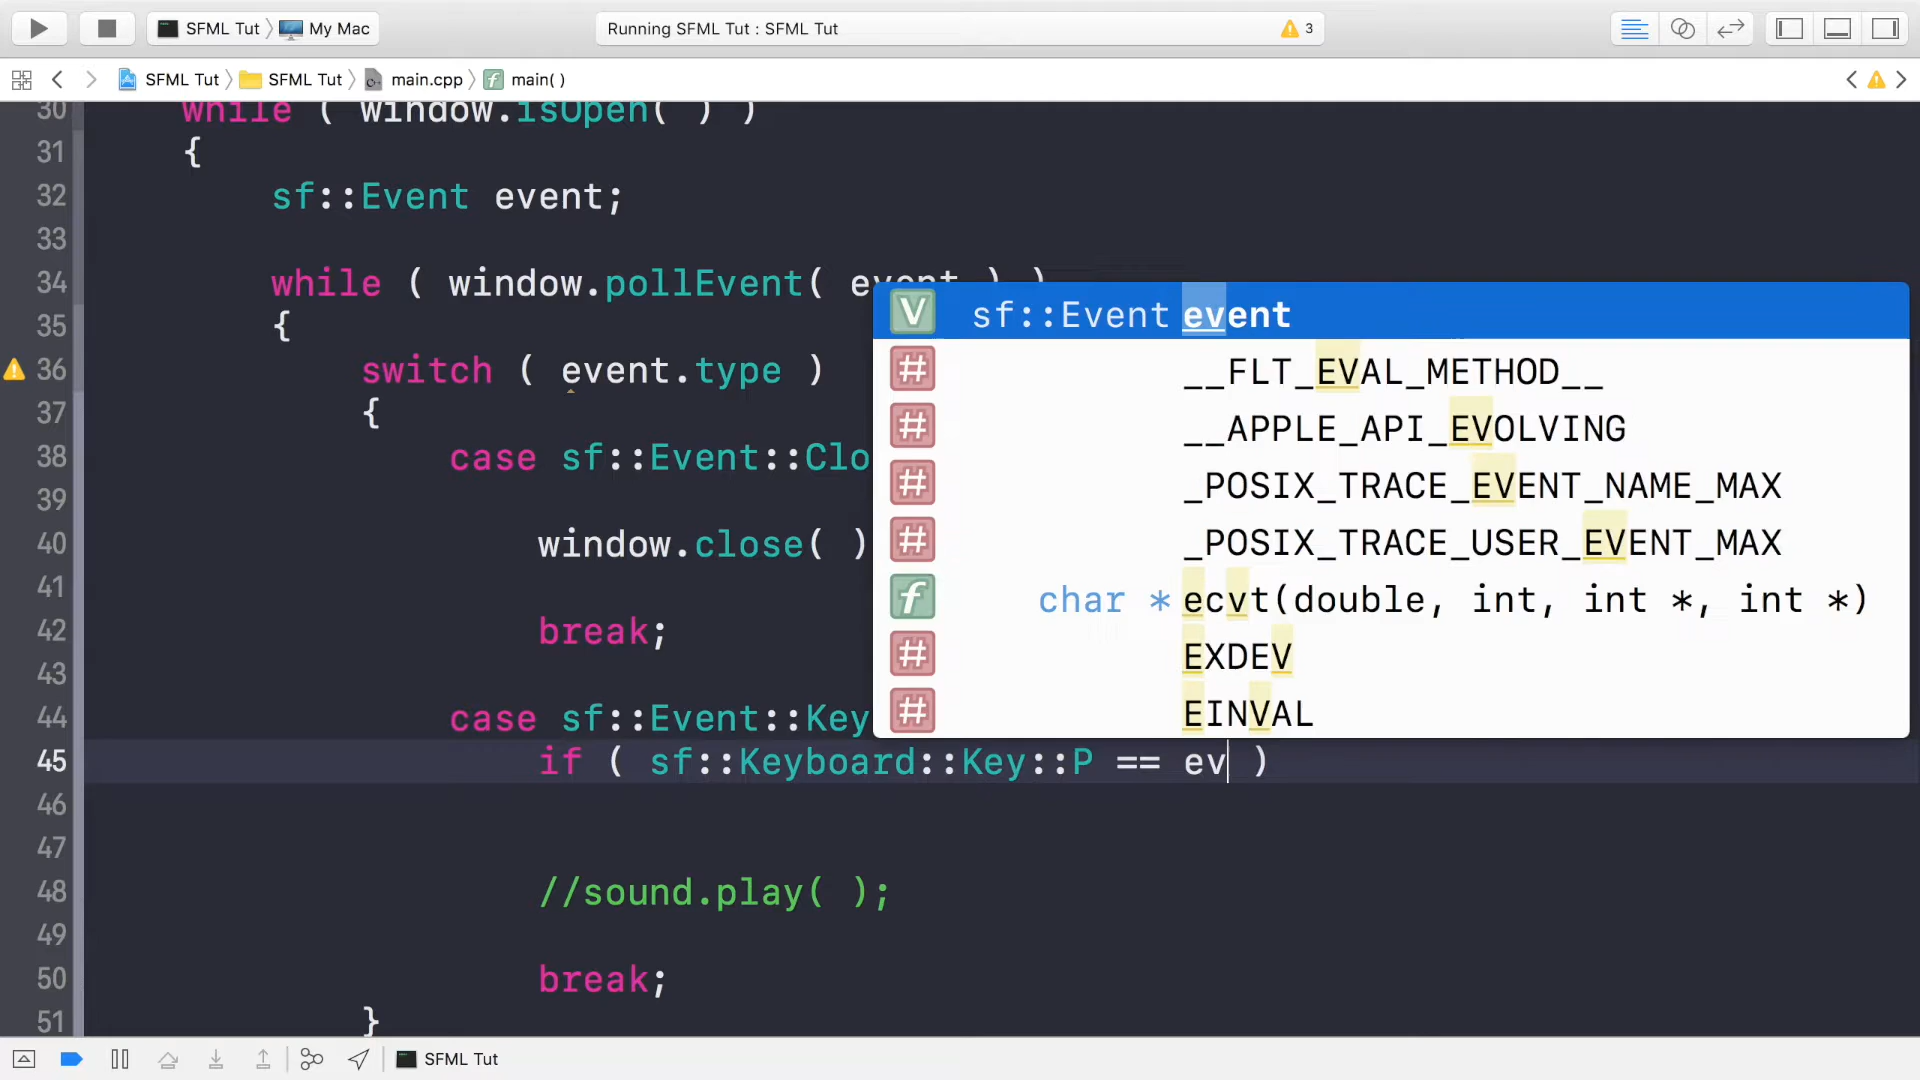 SFML Tut 〉 My Mac
Running SFML Tut : SFML Tut
3
SFML Tut 〉 SFML Tut 〉 main.cpp 〉 main( )
30 while ( window.isOpen( ) )
31 {
32 sf::Event event;
33
34 while ( window.pollEvent( event ) )
35 {
36 switch ( event.type )
37 {
38 case sf::Event::Clo
39
40 window.close( )
41
42 break;
43
44 case sf::Event::Key
45 if ( sf::Keyboard::Key::P == ev )
46
47
48 //sound.play( );
49
50 break;
51 }
V sf::Event event
# __FLT_EVAL_METHOD__
# __APPLE_API_EVOLVING
# _POSIX_TRACE_EVENT_NAME_MAX
# _POSIX_TRACE_USER_EVENT_MAX
f char * ecvt(double, int, int *, int *)
# EXDEV
# EINVAL
SFML Tut